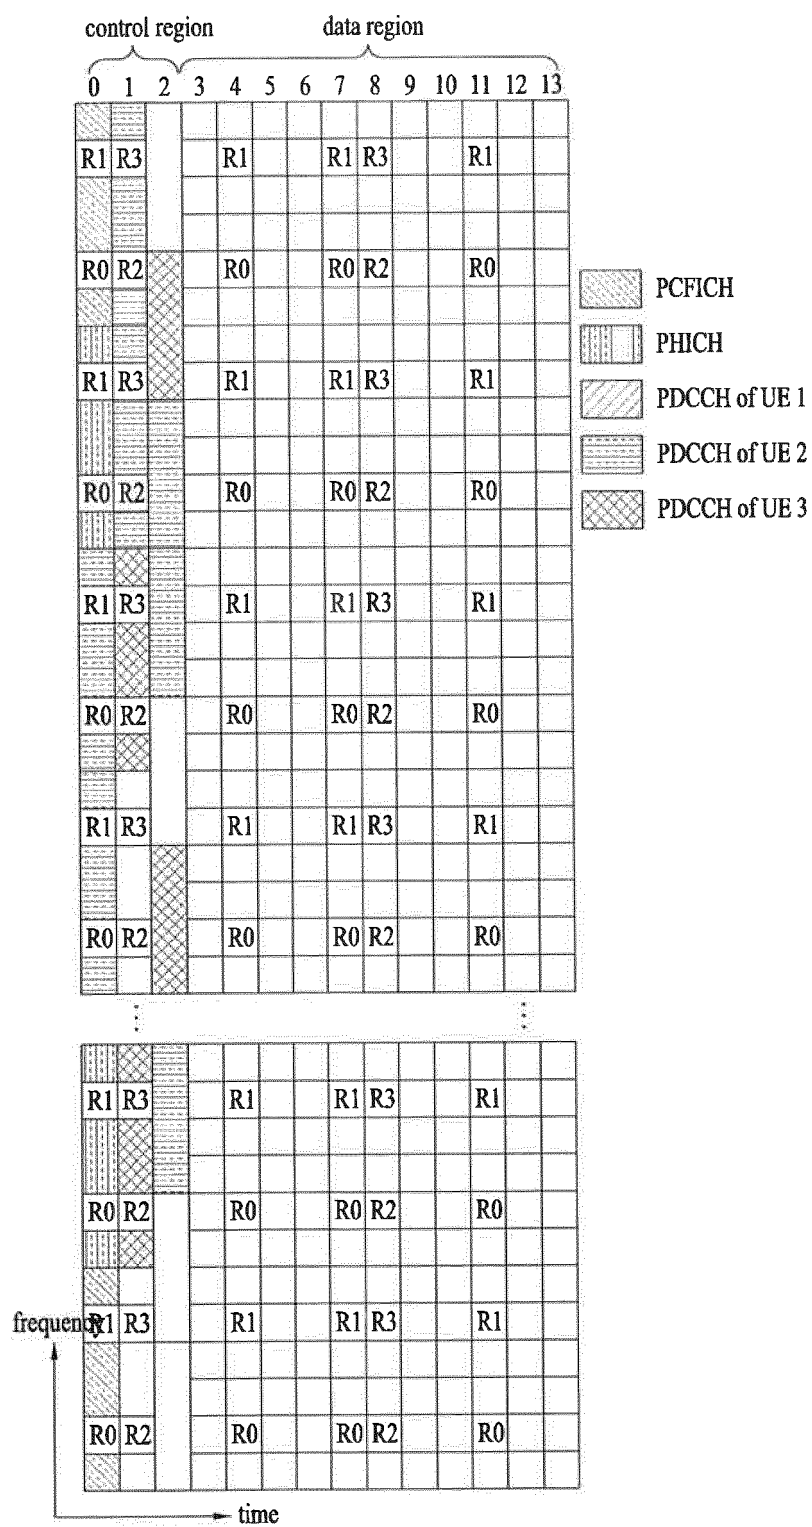 control region data region
0 1 2 3 4 5 6 7 8 9 10 11 12 13
R1 R3 R1 R1 R3 R1
R0 R2 R0 R0 R2 R0
PCFICH
PHICH
R1 R3 R1 R1 R3 R1
PDCCH of UE 1
PDCCH of UE 2
R0 R2 R0 R0 R2 R0
PDCCH of UE 3
R1 R3 R1 R1 R3 R1
R0 R2 R0 R0 R2 R0
R1 R3 R1 R1 R3 R1
R0 R2 R0 R0 R2 R0
R1 R3 R1 R1 R3 R1
R0 R2 R0 R0 R2 R0
frequency R1 R3 R1 R1 R3 R1
R0 R2 R0 R0 R2 R0
time